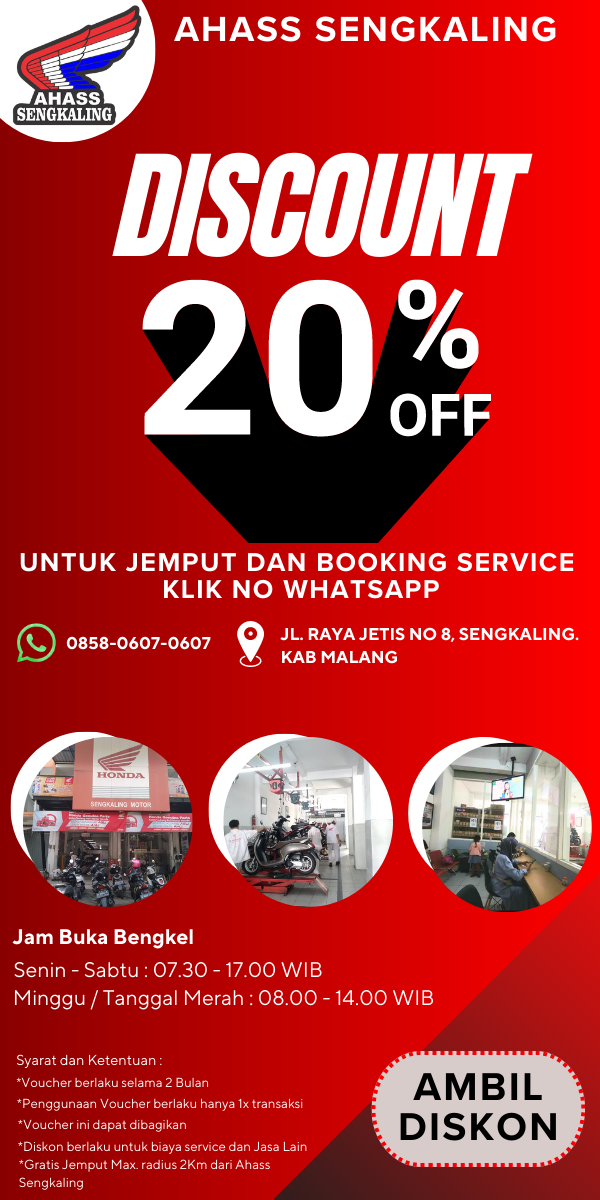 AHASS SENGKALING
AHASS
SENGKALING
DISCOUNT
20%
OFF
UNTUK JEMPUT DAN BOOKING SERVICE
KLIK NO WHATSAPP
0858-0607-0607
JL. RAYA JETIS NO 8, SENGKALING.
KAB MALANG
HONDA
SENGKALING MOTOR
Jam Buka Bengkel
Senin - Sabtu : 07.30 - 17.00 WIB
Minggu / Tanggal Merah : 08.00 - 14.00 WIB
Syarat dan Ketentuan :
*Voucher berlaku selama 2 Bulan
*Penggunaan Voucher berlaku hanya 1x transaksi
*Voucher ini dapat dibagikan
*Diskon berlaku untuk biaya service dan Jasa Lain
*Gratis Jemput Max. radius 2Km dari Ahass
Sengkaling
AMBIL
DISKON